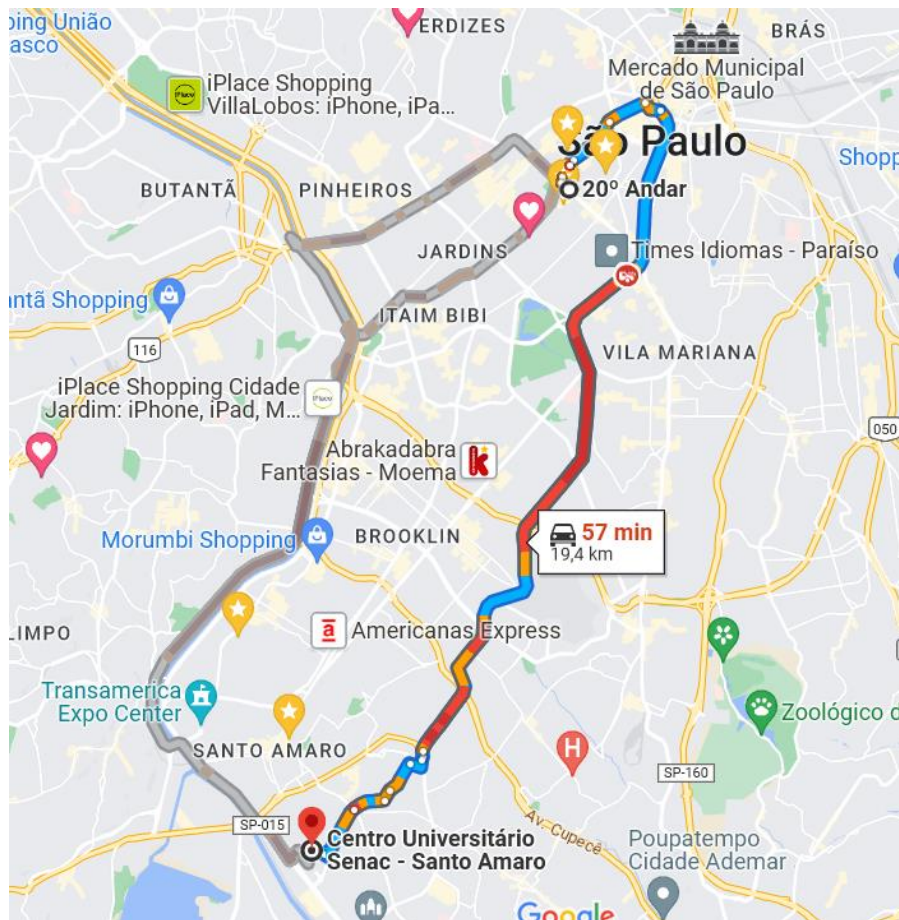 ping União
asco
ERDIZES
BRÁS
Mercado Municipal
de São Paulo
iPlace Shopping
VillaLobos: iPhone, iPa...
São Paulo
Shopp
BUTANTÃ
PINHEIROS
20º Andar
JARDINS
Times Idiomas - Paraíso
antã Shopping
ITAIM BIBI
116
VILA MARIANA
iPlace Shopping Cidade
Jardim: iPhone, iPad, M...
iPlace
050
Abrakadabra
Fantasias - Moema
k
Morumbi Shopping
BROOKLIN
57 min
19,4 km
LIMPO
a
Americanas Express
Transamerica
Expo Center
Zoológico d
SANTO AMARO
H
SP-160
SP-015
Centro Universitário
Senac - Santo Amaro
Av. Cupecê
Poupatempo
Cidade Ademar
Google